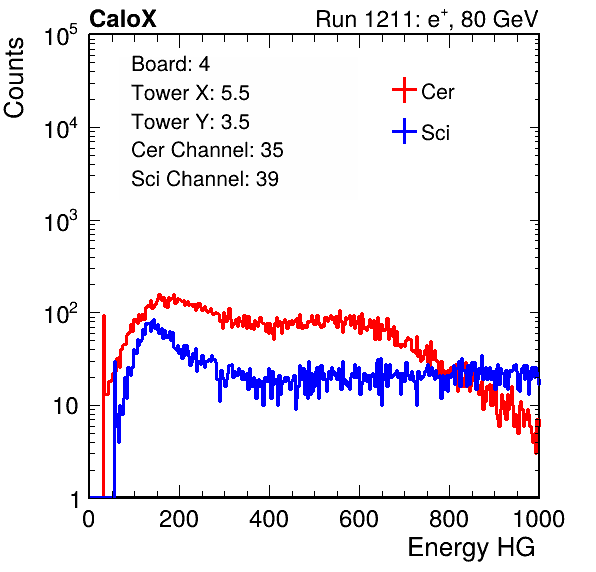 CaloX Run 1211: e⁺, 80 GeV
Counts
10⁵
10⁴
10³
10²
10
1
Board: 4
Tower X: 5.5
Tower Y: 3.5
Cer Channel: 35
Sci Channel: 39
Cer
Sci
0 200 400 600 800 1000
Energy HG